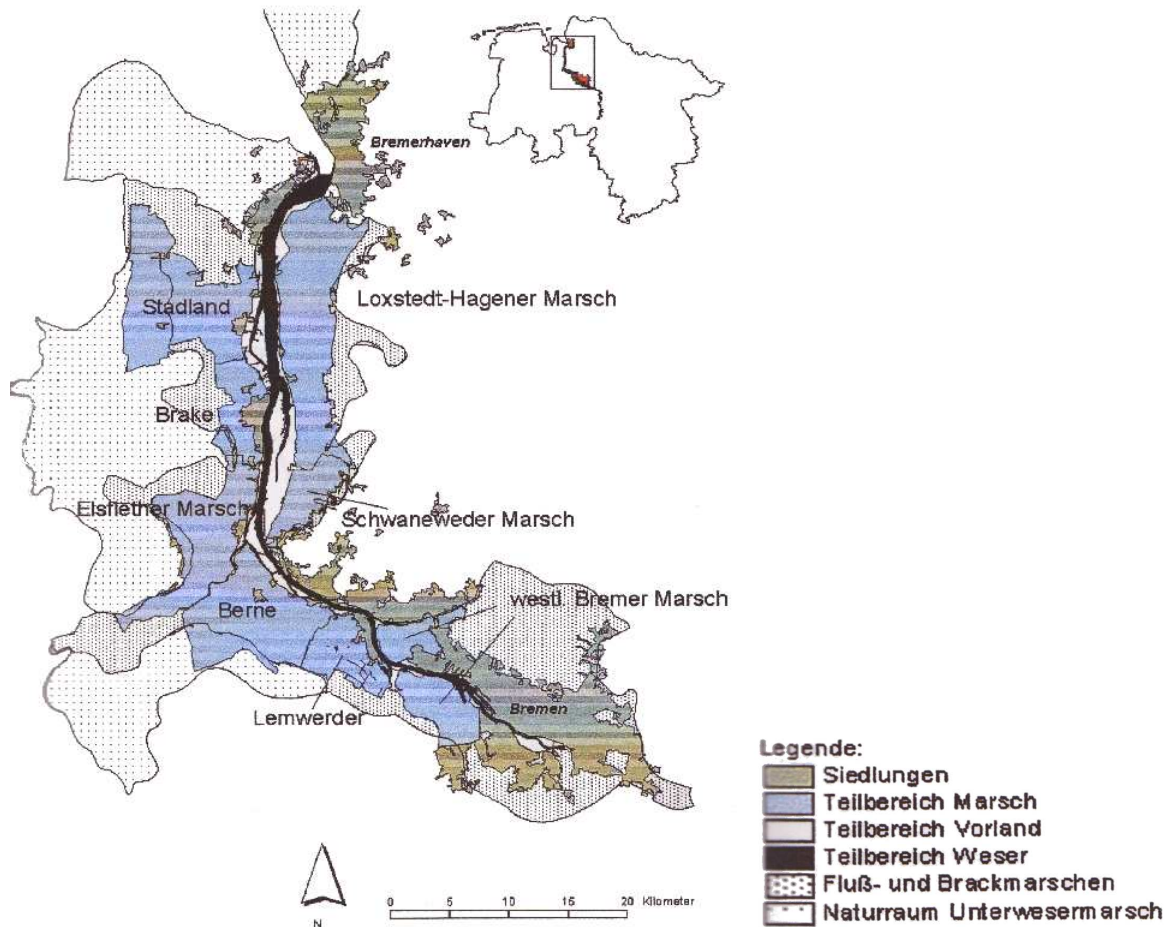 Bremerhaven
Stadland
Loxstedt-Hagener Marsch
Brake
Elsflether Marsch
Schwaneweder Marsch
Berne
westl. Bremer Marsch
Lemwerder
Bremen
Legende:
Siedlungen
Teilbereich Marsch
Teilbereich Vorland
Teilbereich Weser
Fluß- und Brackmarschen
Naturraum Unterwesermarsch
N
0 5 10 20 Kilometer